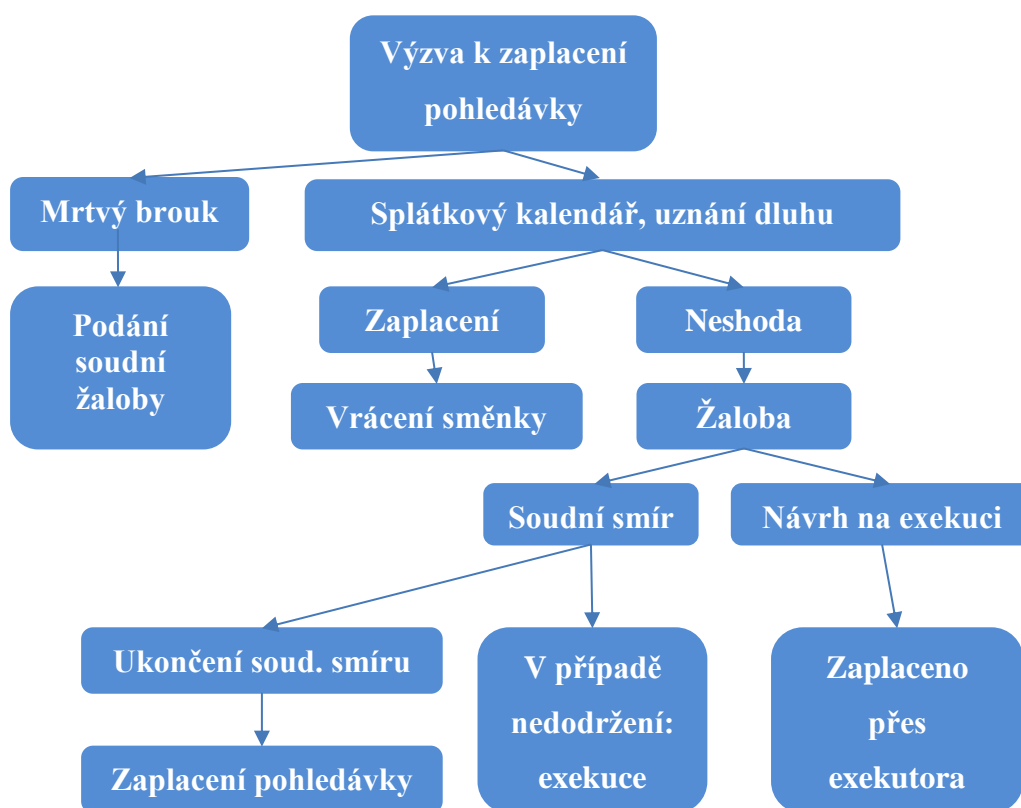 Výzva k zaplacení
pohledávky
Mrtvý brouk
Splátkový kalendář, uznání dluhu
Podání
soudní
žaloby
Zaplacení
Neshoda
Vrácení směnky
Žaloba
Soudní smír
Návrh na exekuci
Ukončení soud. smíru
V případě
nedodržení:
exekuce
Zaplaceno
přes
exekutora
Zaplacení pohledávky